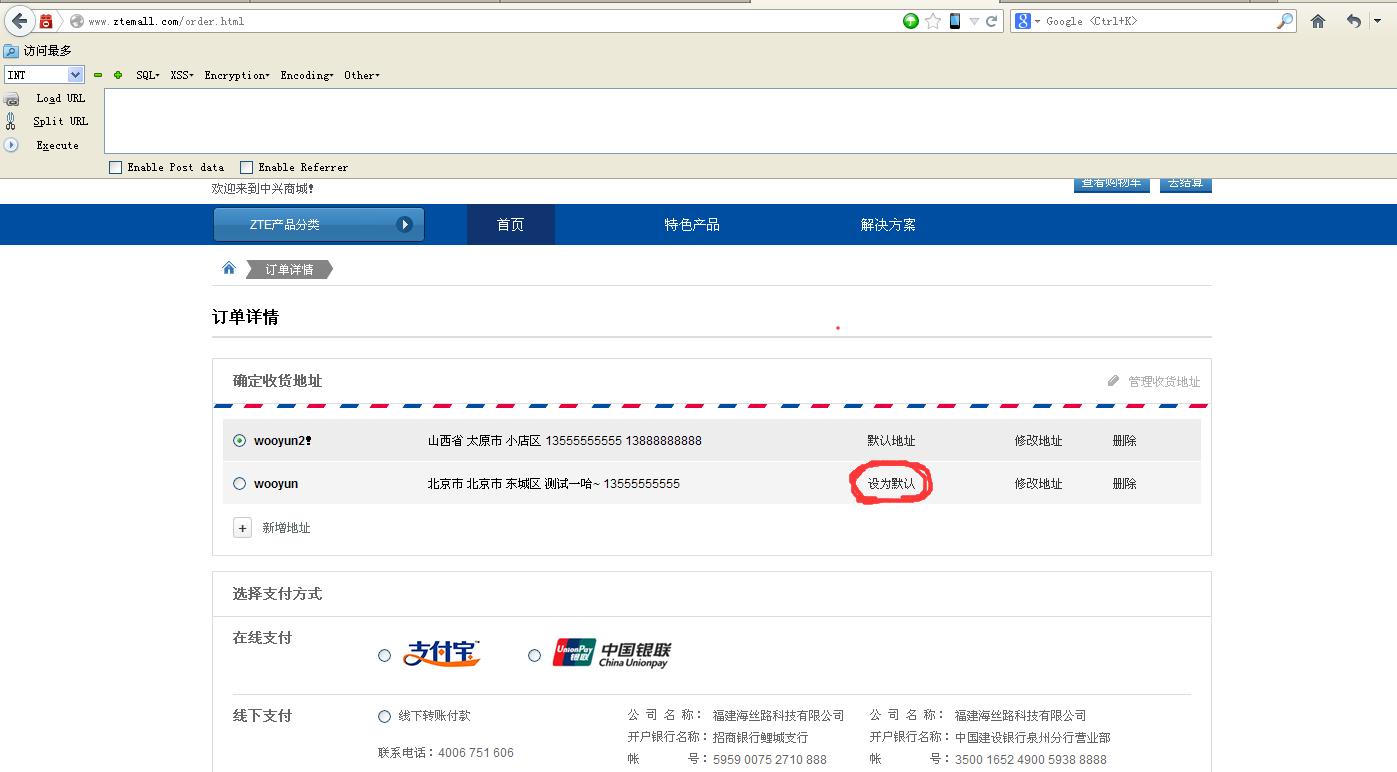 www.ztemall.com/order.html
Google <Ctrl+K>
访问最多
INT SQL▾ XSS▾ Encryption▾ Encoding▾ Other▾
Load URL
Split URL
Execute
Enable Post data Enable Referrer
欢迎来到中兴商城! 查看购物车 去结算
ZTE产品分类 首页 特色产品 解决方案
订单详情
订单详情
确定收货地址 管理收货地址
wooyun2! 山西省 太原市 小店区 13555555555 13888888888 默认地址 修改地址 删除
wooyun 北京市 北京市 东城区 测试一哈~ 13555555555 设为默认 修改地址 删除
+ 新增地址
选择支付方式
在线支付 支付宝 UnionPay 银联 中国银联 China Unionpay
线下支付 线下转账付款 公 司 名 称： 福建海丝路科技有限公司 公 司 名 称： 福建海丝路科技有限公司
开户银行名称：招商银行鲤城支行 开户银行名称：中国建设银行泉州分行营业部
联系电话：4006 751 606
帐 号：5959 0075 2710 888 帐 号：3500 1652 4900 5938 8888